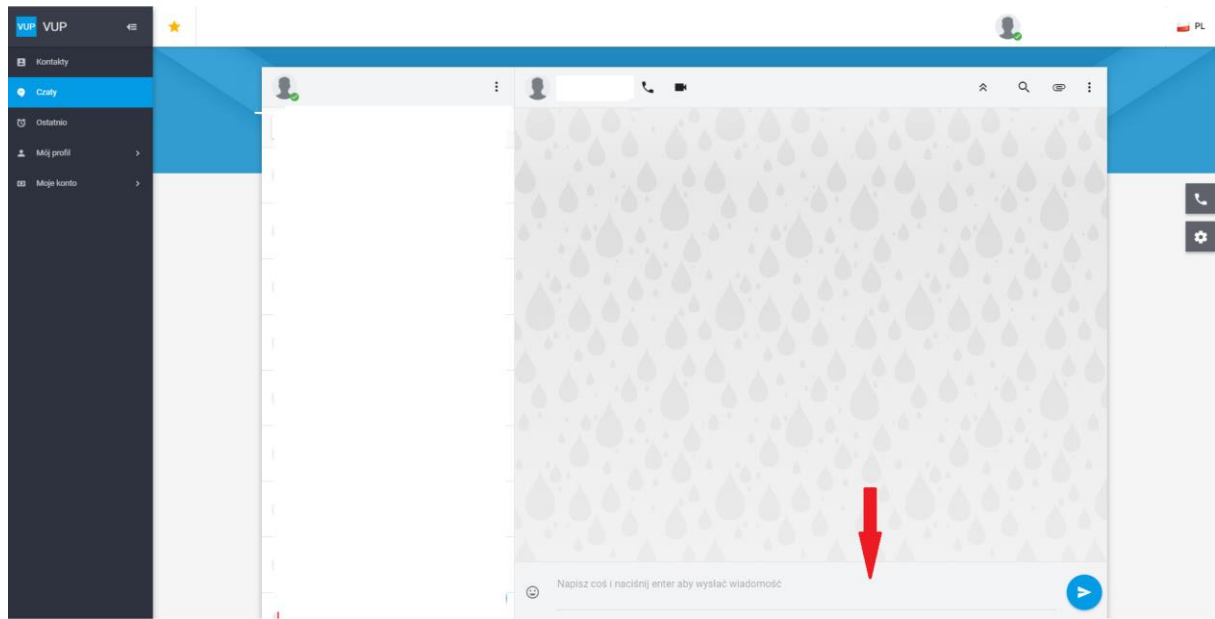 VUP VUP
PL
Kontakty
Czaty
Ostatnio
Mój profil
Moje konto
Napisz coś i naciśnij enter aby wysłać wiadomość